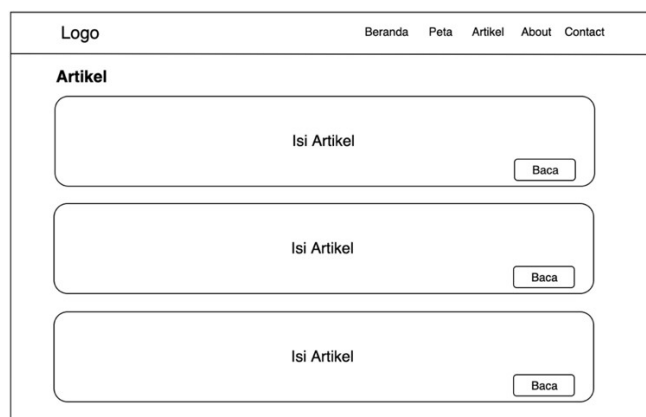 Logo
Beranda Peta Artikel About Contact
Artikel
Isi Artikel
Baca
Isi Artikel
Baca
Isi Artikel
Baca